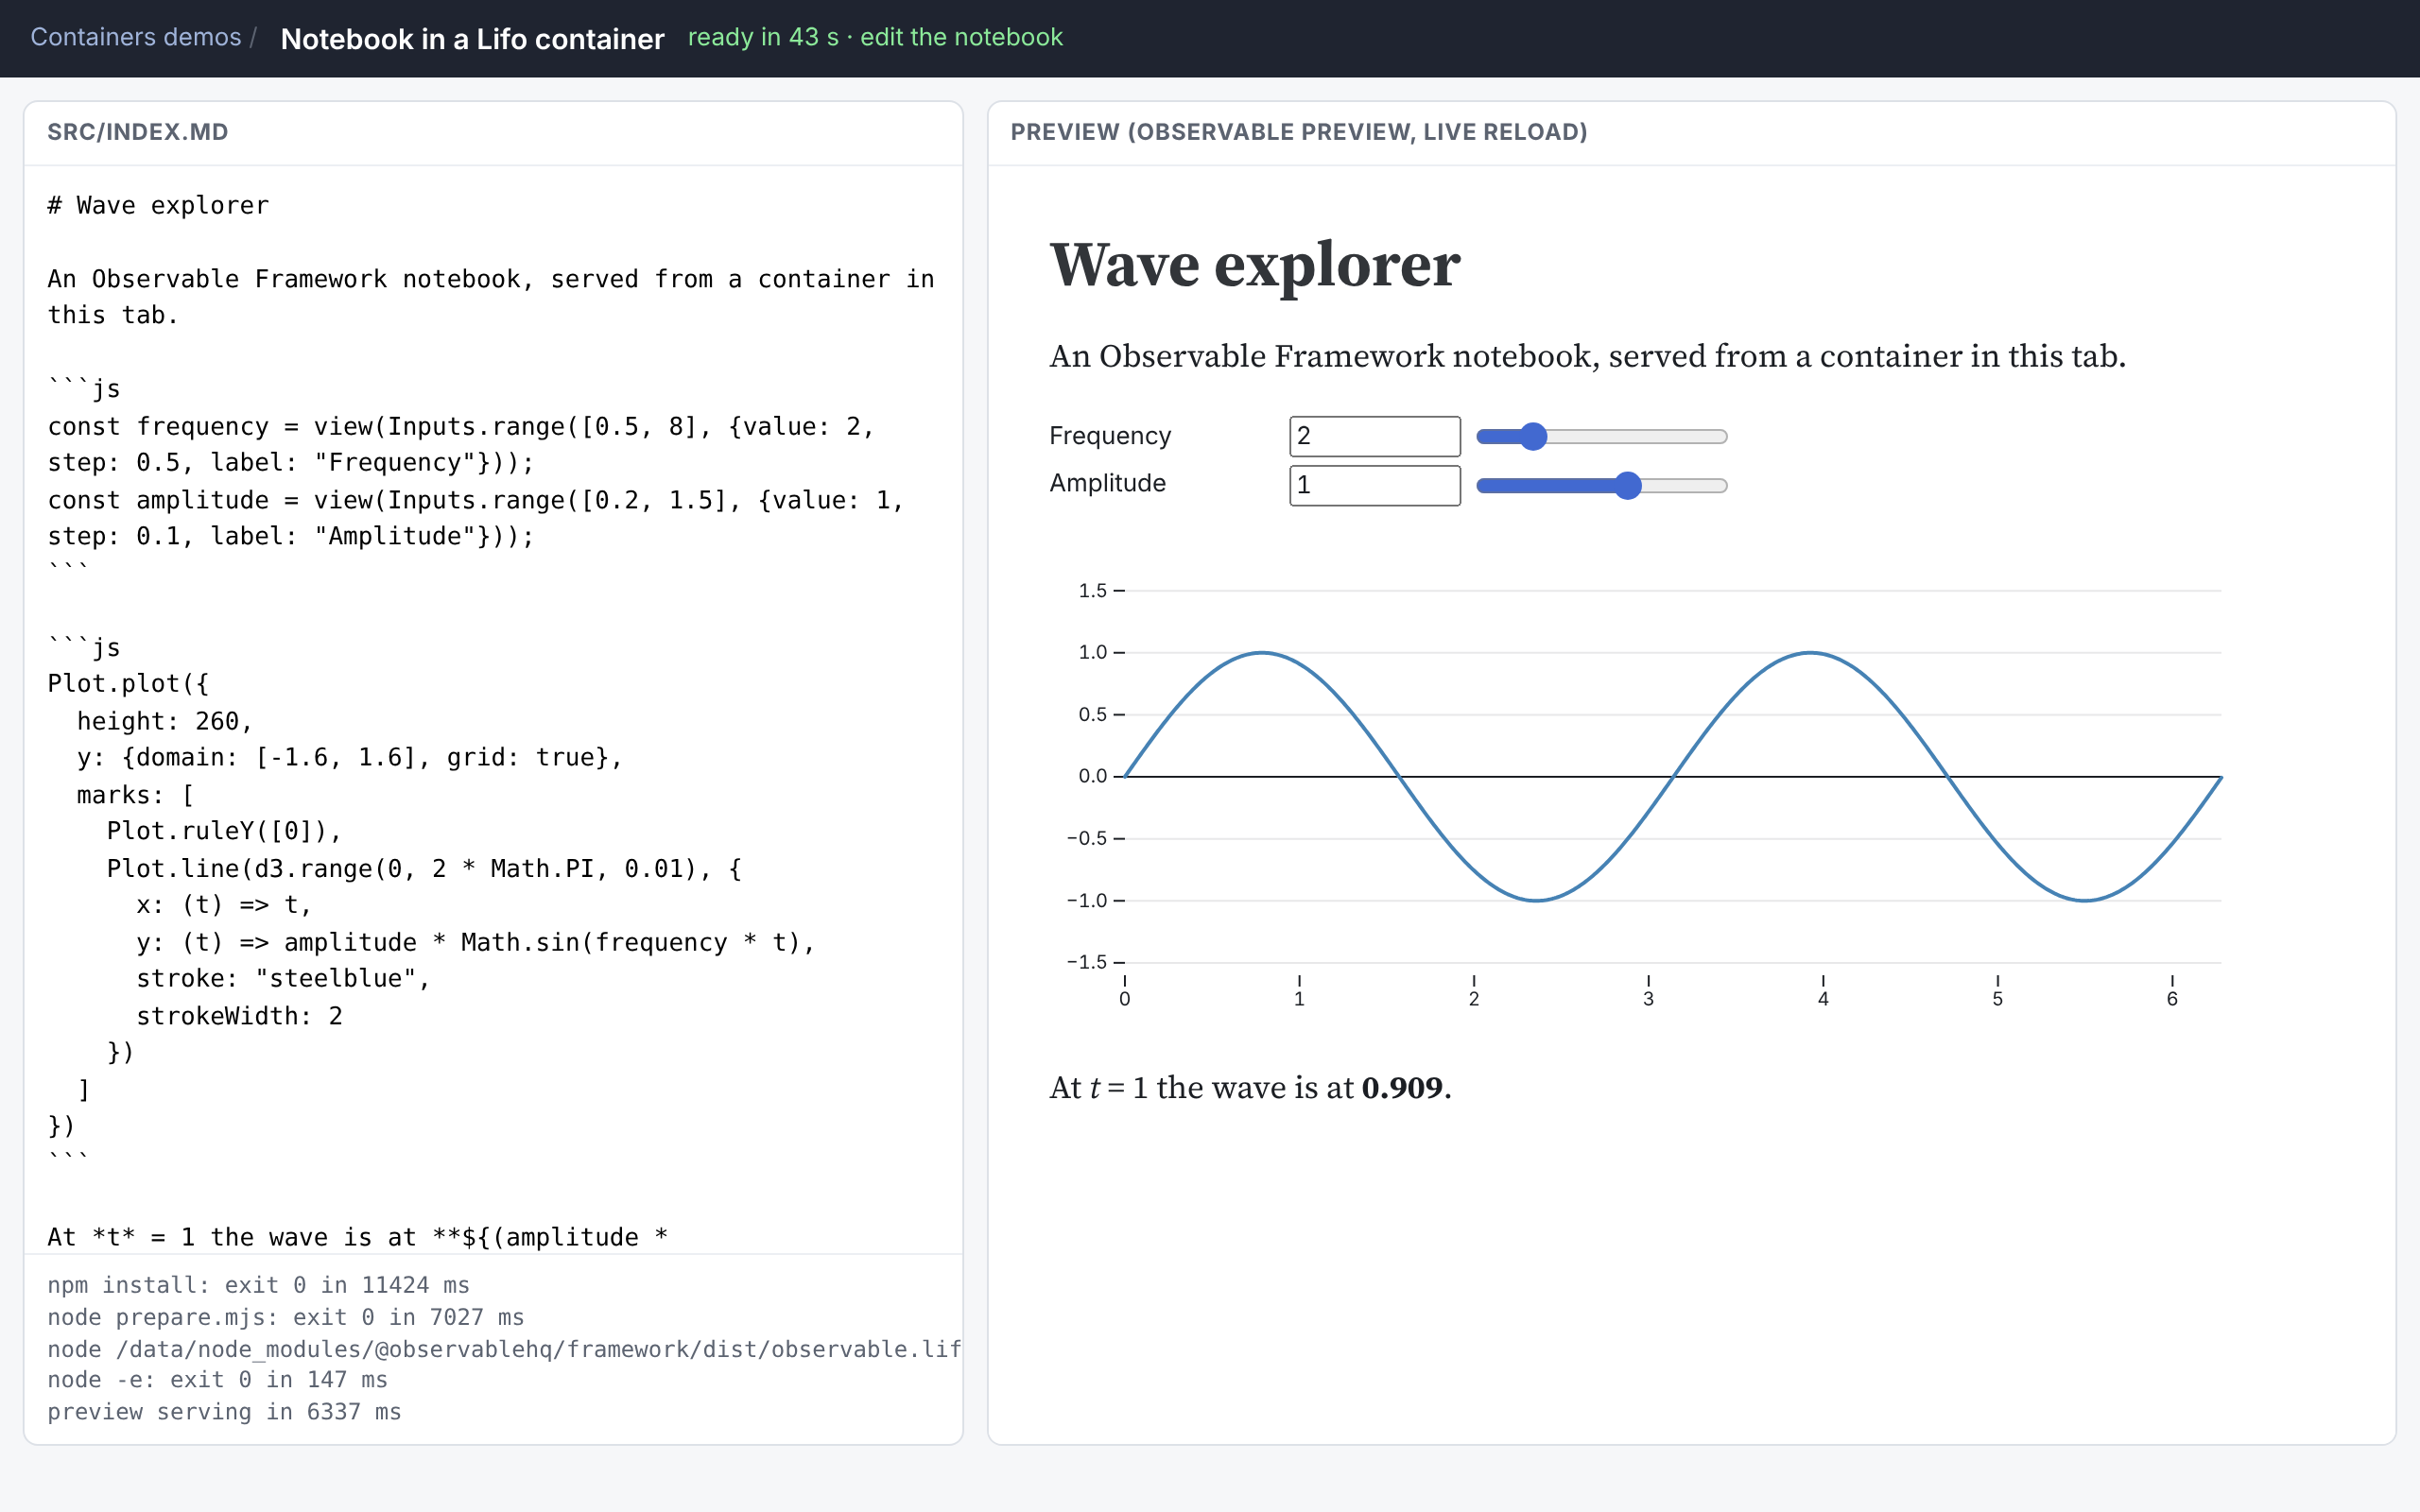 Containers demos / Notebook in a Lifo container ready in 43 s · edit the notebook
SRC/INDEX.MD
# Wave explorer
An Observable Framework notebook, served from a container in
this tab.
```js
const frequency = view(Inputs.range([0.5, 8], {value: 2,
step: 0.5, label: "Frequency"}));
const amplitude = view(Inputs.range([0.2, 1.5], {value: 1,
step: 0.1, label: "Amplitude"}));
```
```js
Plot.plot({
  height: 260,
  y: {domain: [-1.6, 1.6], grid: true},
  marks: [
    Plot.ruleY([0]),
    Plot.line(d3.range(0, 2 * Math.PI, 0.01), {
      x: (t) => t,
      y: (t) => amplitude * Math.sin(frequency * t),
      stroke: "steelblue",
      strokeWidth: 2
    })
  ]
})
```
At *t* = 1 the wave is at **${(amplitude *
npm install: exit 0 in 11424 ms
node prepare.mjs: exit 0 in 7027 ms
node /data/node_modules/@observablehq/framework/dist/observable.lif
node -e: exit 0 in 147 ms
preview serving in 6337 ms
PREVIEW (OBSERVABLE PREVIEW, LIVE RELOAD)
Wave explorer
An Observable Framework notebook, served from a container in this tab.
Frequency 2
Amplitude 1
1.5
1.0
0.5
0.0
−0.5
−1.0
−1.5
0 1 2 3 4 5 6
At t = 1 the wave is at 0.909.